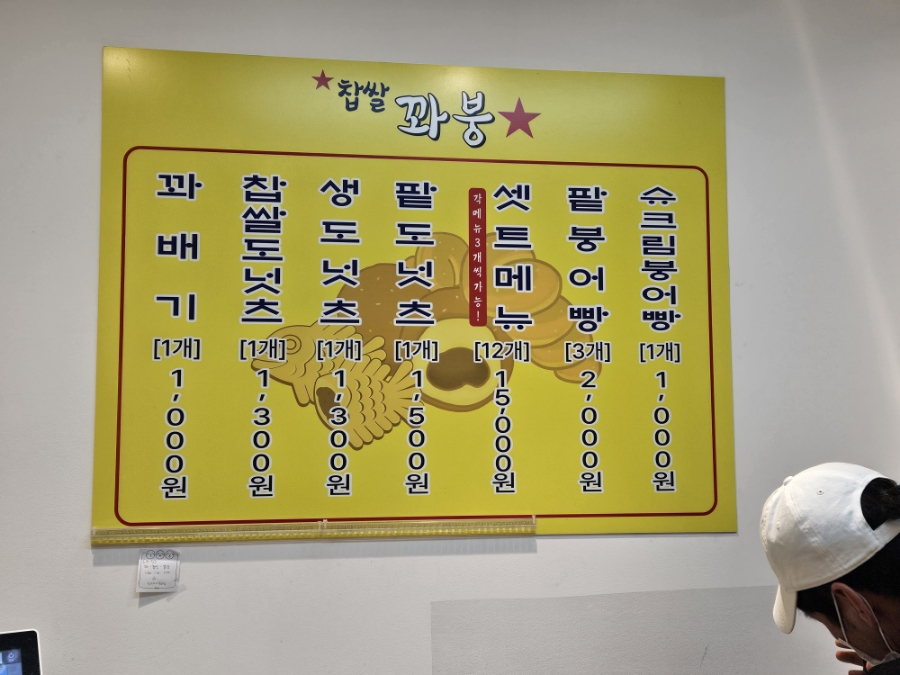 찹쌀
꽈붕
꽈배기
[1개]
1,000원
찹쌀도넛츠
[1개]
1,300원
생도넛츠
[1개]
1,300원
팥도넛츠
[1개]
1,500원
각메뉴3개씩가능!
셋트메뉴
[12개]
15,000원
팥붕어빵
[3개]
2,000원
슈크림붕어빵
[1개]
1,000원